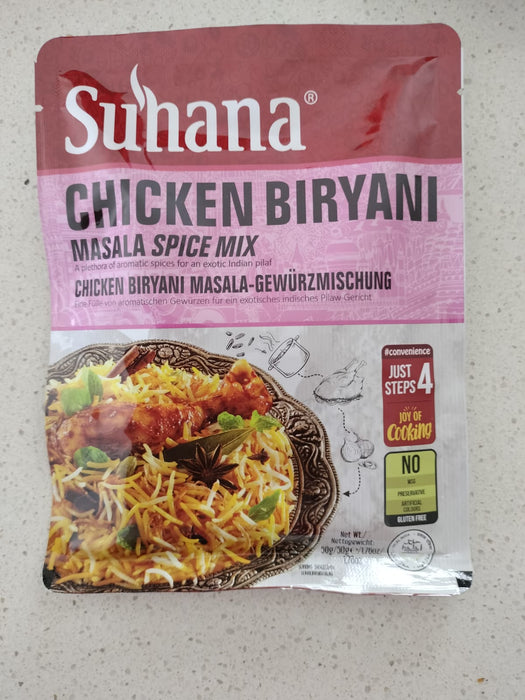 Suhana®
CHICKEN BIRYANI
MASALA SPICE MIX
A plethora of aromatic spices for an exotic Indian pilaf
CHICKEN BIRYANI MASALA-GEWÜRZMISCHUNG
Eine Fülle von aromatischen Gewürzen für ein exotisches indisches Pilaw-Gericht
#convenience
JUST
STEPS 4
JOY OF
Cooking
NO
MSG
PRESERVATIVE
ARTIFICIAL
COLOURS
GLUTEN FREE
Net Wt./
Nettogewicht: